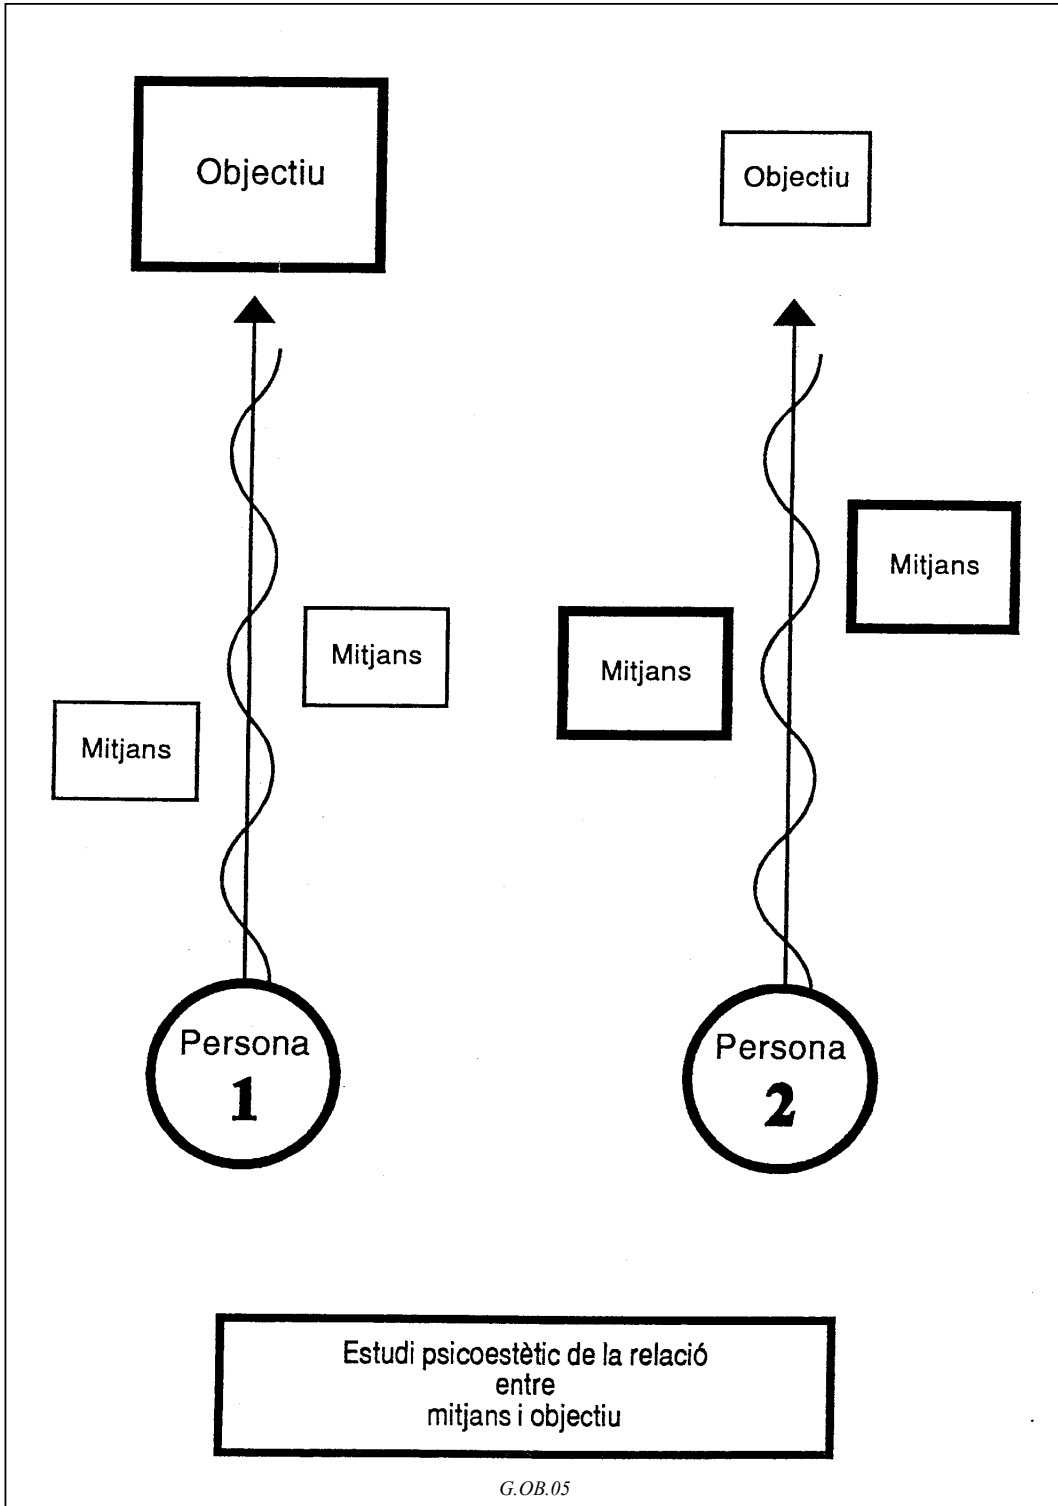 Objectiu
Objectiu
Mitjans
Mitjans
Mitjans
Mitjans
Persona
1
Persona
2
Estudi psicoestètic de la relació
entre
mitjans i objectiu
G.OB.05